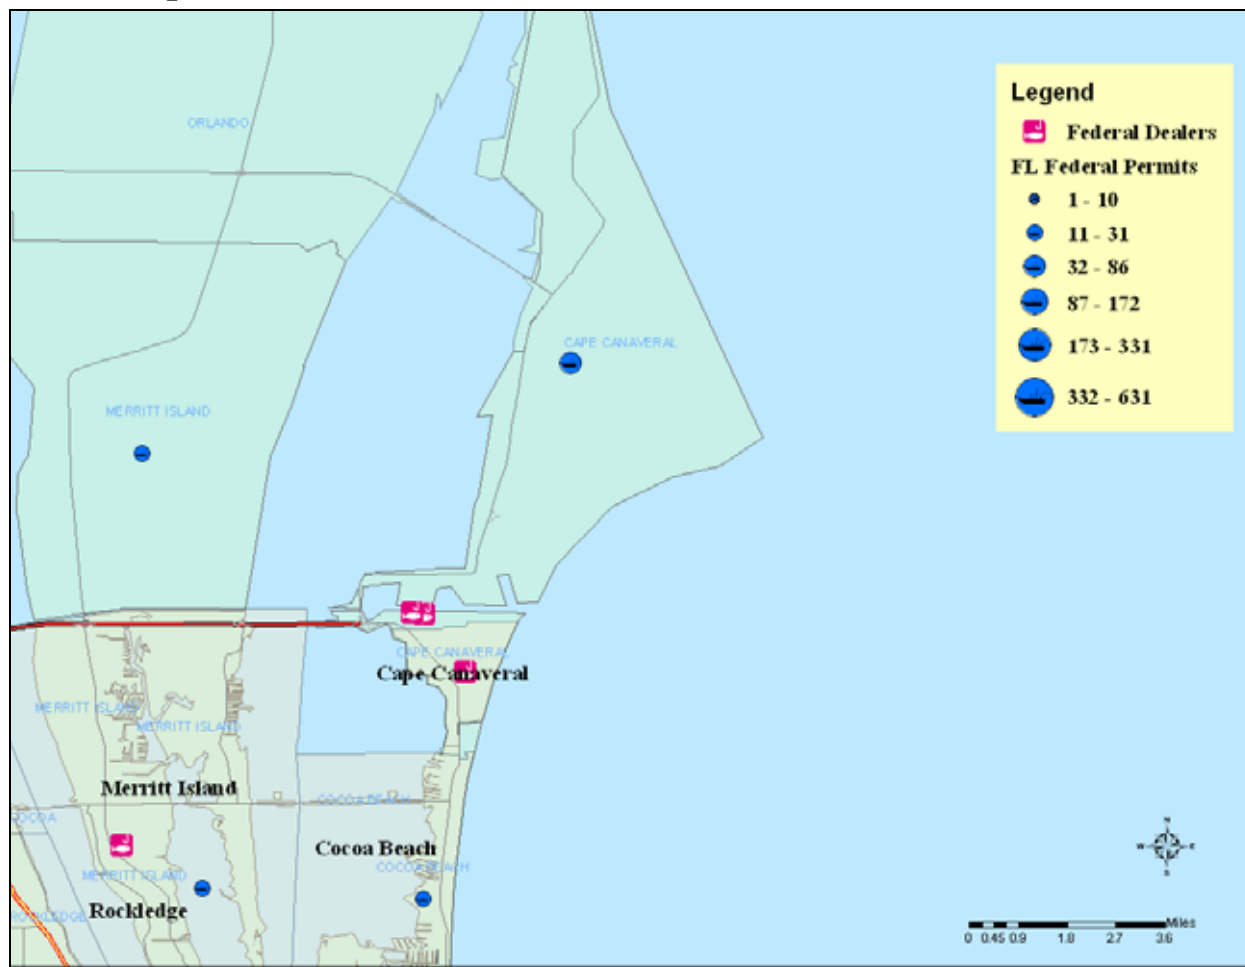 Legend
Federal Dealers
FL Federal Permits
1 - 10
11 - 31
32 - 86
87 - 172
173 - 331
332 - 631
ORLANDO
CAPE CANAVERAL
MERRITT ISLAND
CAPE CANAVERAL
Cape Canaveral
MERRITT ISLAND
MERRITT ISLAND
Merritt Island
COCOA BEACH
COCOA
Cocoa Beach
COCOA BEACH
MERRITT ISLAND
Rockledge
ROCKLEDGE
N
W E
S
Miles
0 0.45 0.9 1.8 2.7 3.6